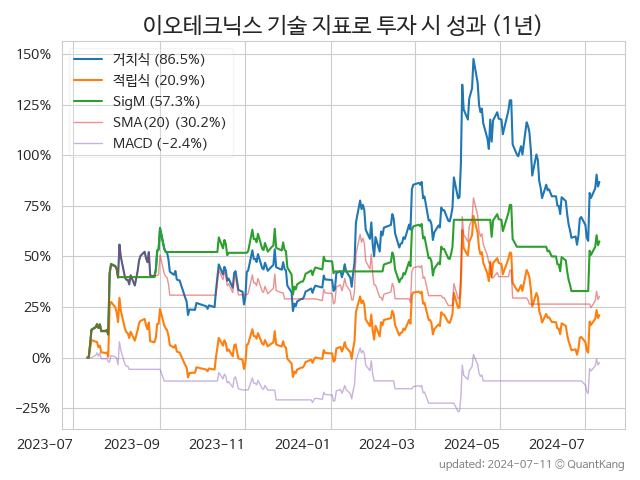 이오테크닉스 기술 지표로 투자 시 성과 (1년)
거치식 (86.5%)
적립식 (20.9%)
SigM (57.3%)
SMA(20) (30.2%)
MACD (−2.4%)
150%
125%
100%
75%
50%
25%
0%
−25%
2023-07
2023-09
2023-11
2024-01
2024-03
2024-05
2024-07
updated: 2024-07-11 © QuantKang